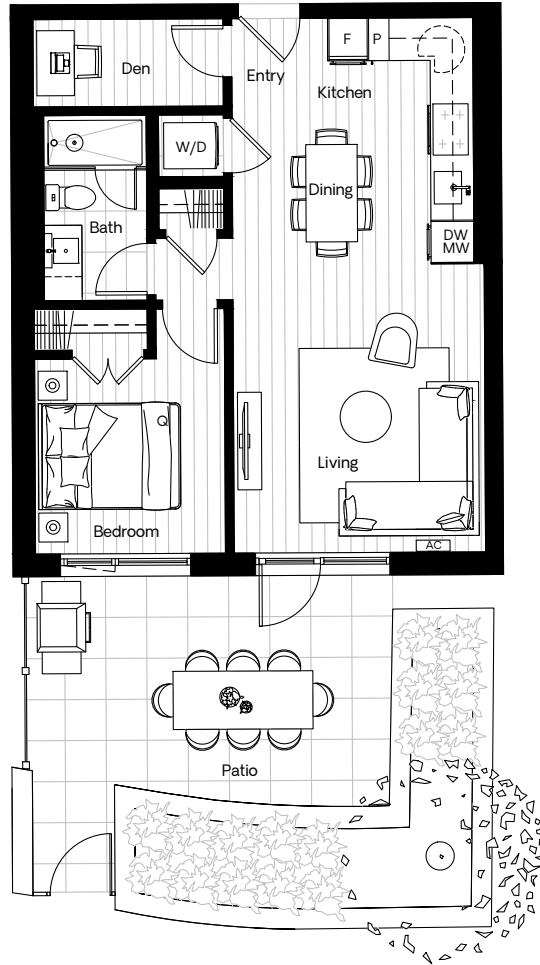 F P
Den
Entry
Kitchen
W/D
Dining
Bath
DW
MW
Living
Bedroom
AC
Patio